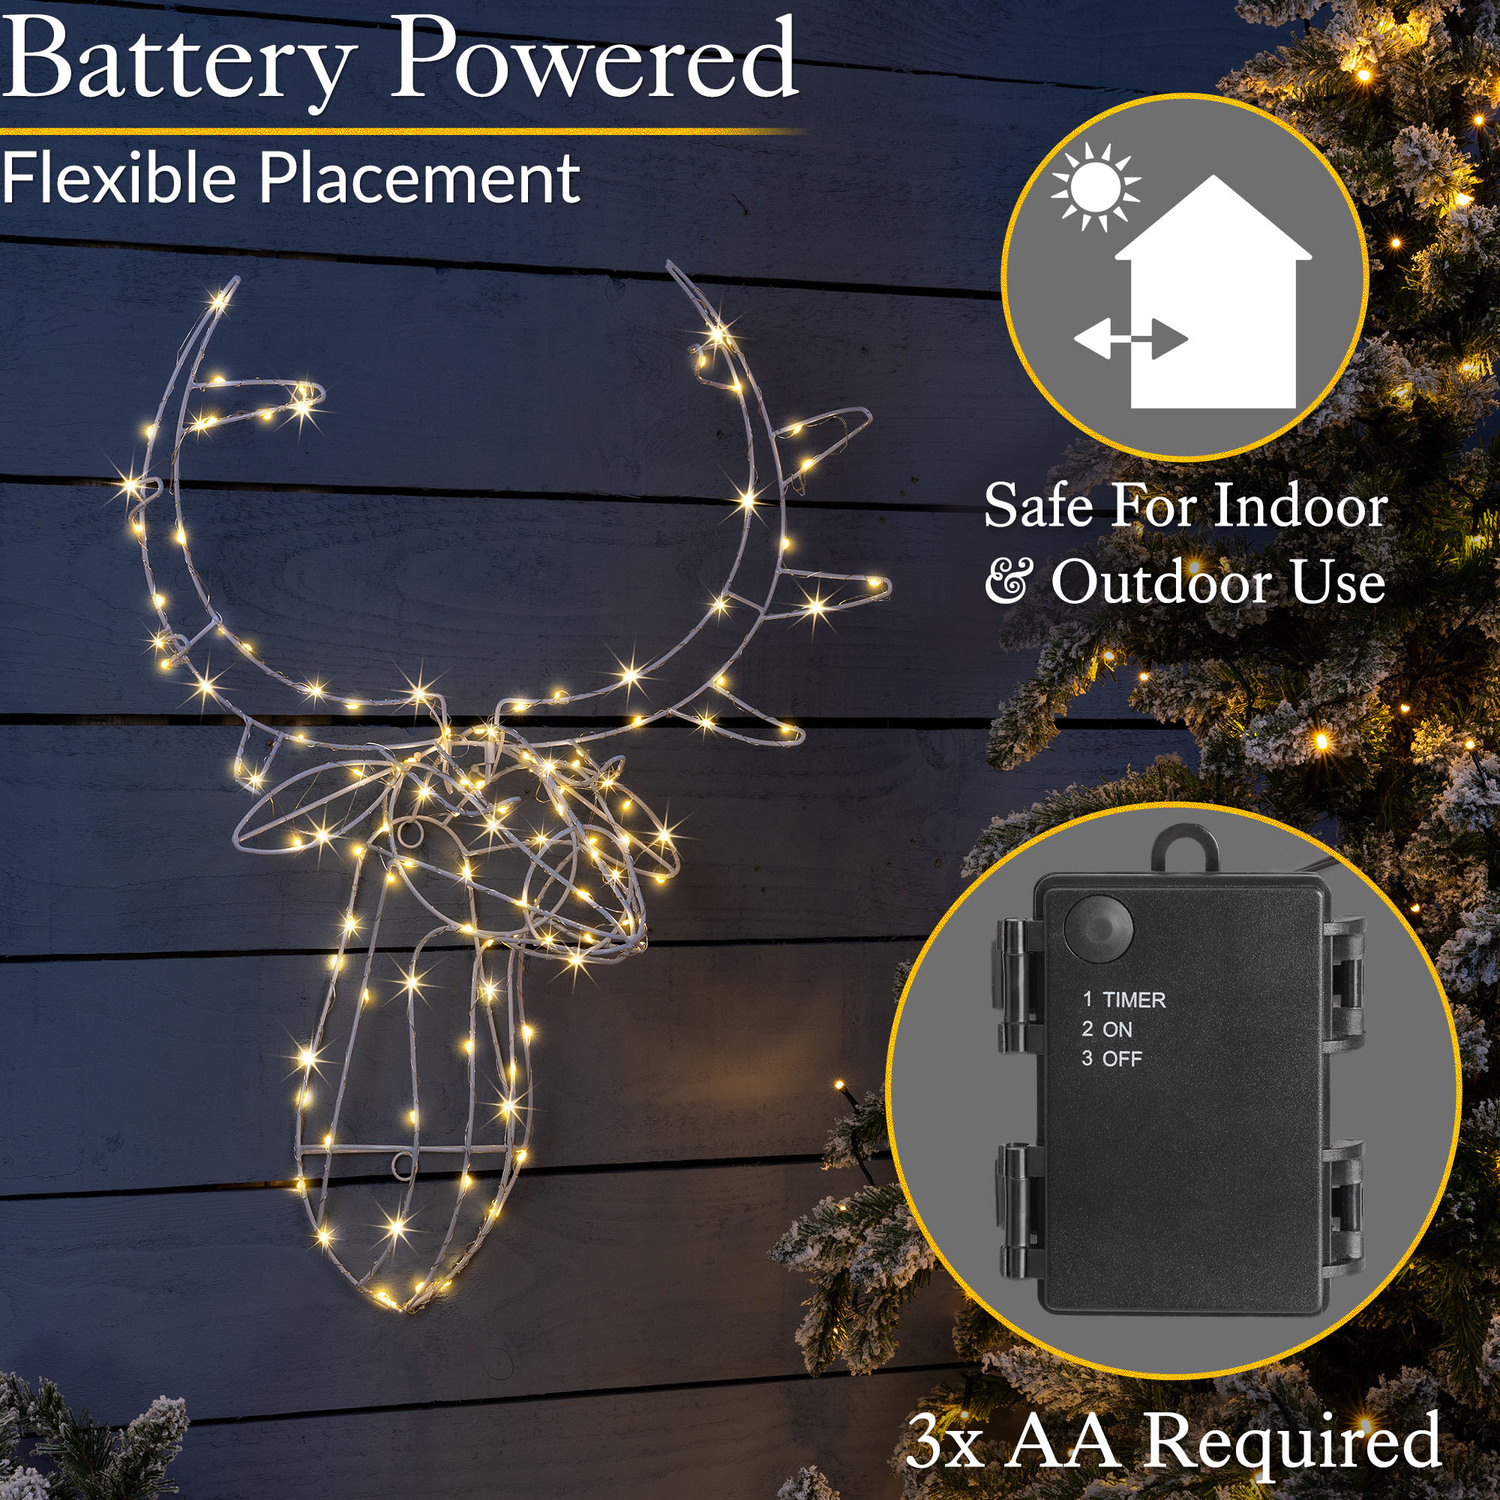 Battery Powered
Flexible Placement
Safe For Indoor
& Outdoor Use
1 TIMER
2 ON
3 OFF
3x AA Required